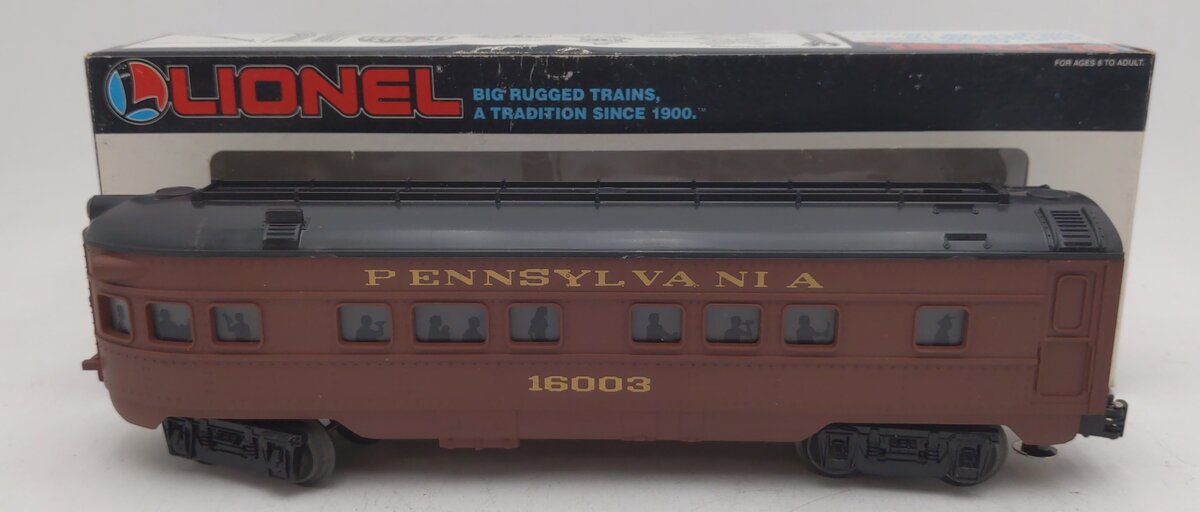 LIONEL
BIG RUGGED TRAINS,
A TRADITION SINCE 1900.™
FOR AGES 8 TO ADULT.
PENNSYLVANIA
16003